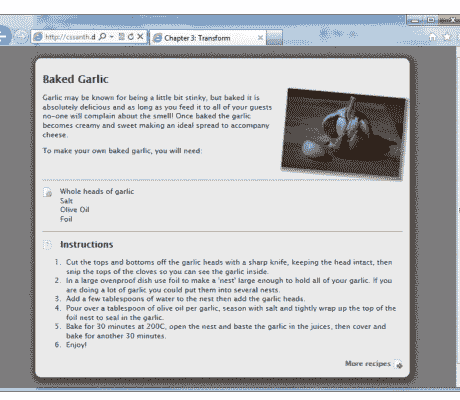 http://cssanth.d
Chapter 3: Transform
Baked Garlic
Garlic may be known for being a little bit stinky, but baked it is
absolutely delicious and as long as you feed it to all of your guests
no-one will complain about the smell! Once baked the garlic
becomes creamy and sweet making an ideal spread to accompany
cheese.
To make your own baked garlic, you will need:
Whole heads of garlic
Salt
Olive Oil
Foil
Instructions
1. Cut the tops and bottoms off the garlic heads with a sharp knife, keeping the head intact, then
snip the tops of the cloves so you can see the garlic inside.
2. In a large ovenproof dish use foil to make a 'nest' large enough to hold all of your garlic. If you
are doing a lot of garlic you could put them into several nests.
3. Add a few tablespoons of water to the nest then add the garlic heads.
4. Pour over a tablespoon of olive oil per garlic, season with salt and tightly wrap up the top of the
foil nest to seal in the garlic.
5. Bake for 30 minutes at 200C, open the nest and baste the garlic in the juices, then cover and
bake for another 30 minutes.
6. Enjoy!
More recipes